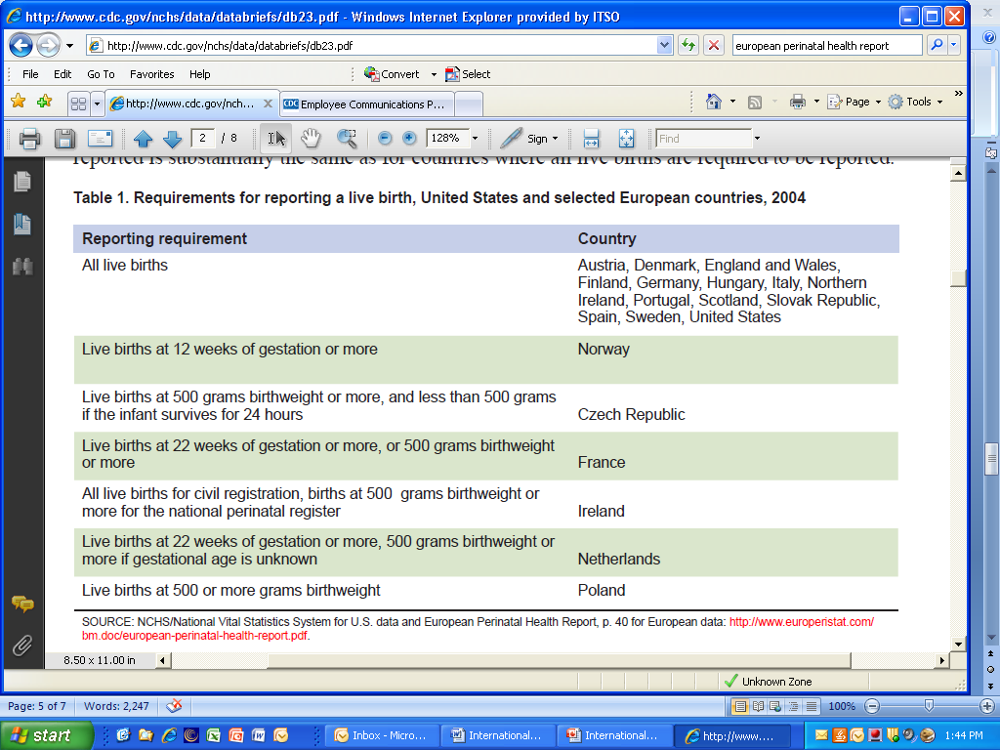 http://www.cdc.gov/nchs/data/databriefs/db23.pdf - Windows Internet Explorer provided by ITSO
http://www.cdc.gov/nchs/data/databriefs/db23.pdf
european perinatal health report
File Edit Go To Favorites Help Convert Select
http://www.cdc.gov/nch... CDC Employee Communications P... Page Tools
2 / 8 128% Sign Find
reported is substantially the same as for countries where all live births are required to be reported.
Table 1. Requirements for reporting a live birth, United States and selected European countries, 2004
Reporting requirement Country
All live births Austria, Denmark, England and Wales,
Finland, Germany, Hungary, Italy, Northern
Ireland, Portugal, Scotland, Slovak Republic,
Spain, Sweden, United States
Live births at 12 weeks of gestation or more Norway
Live births at 500 grams birthweight or more, and less than 500 grams
if the infant survives for 24 hours Czech Republic
Live births at 22 weeks of gestation or more, or 500 grams birthweight
or more France
All live births for civil registration, births at 500 grams birthweight or
more for the national perinatal register Ireland
Live births at 22 weeks of gestation or more, 500 grams birthweight or
more if gestational age is unknown Netherlands
Live births at 500 or more grams birthweight Poland
SOURCE: NCHS/National Vital Statistics System for U.S. data and European Perinatal Health Report, p. 40 for European data: http://www.europeristat.com/
bm.doc/european-perinatal-health-report.pdf.
8.50 x 11.00 in
Unknown Zone
Page: 5 of 7 Words: 2,247 100%
start Inbox - Micro... International... International... http://www.... 1:44 PM